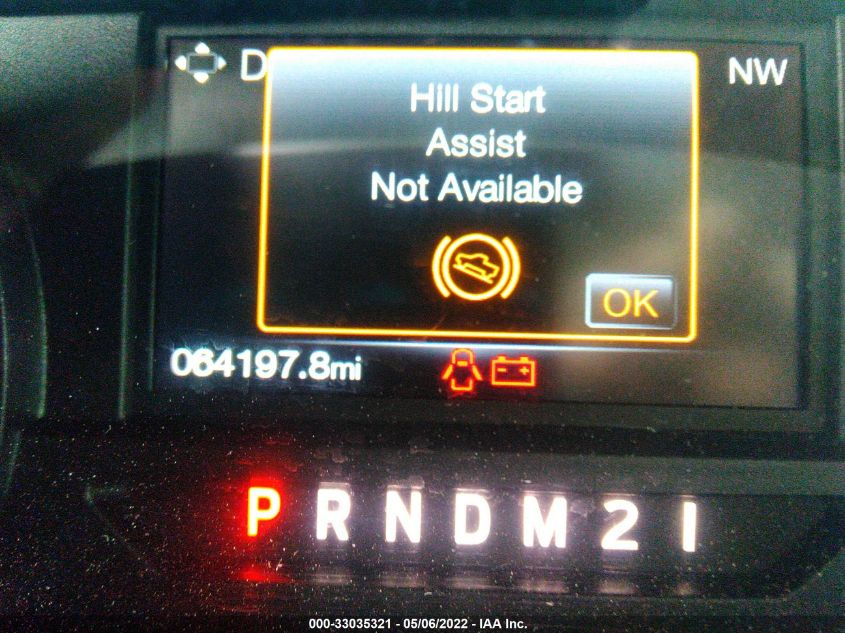 D
NW
Hill Start
Assist
Not Available
OK
064197.8mi
P R N D M 2 1
000-33035321 - 05/06/2022 - IAA Inc.